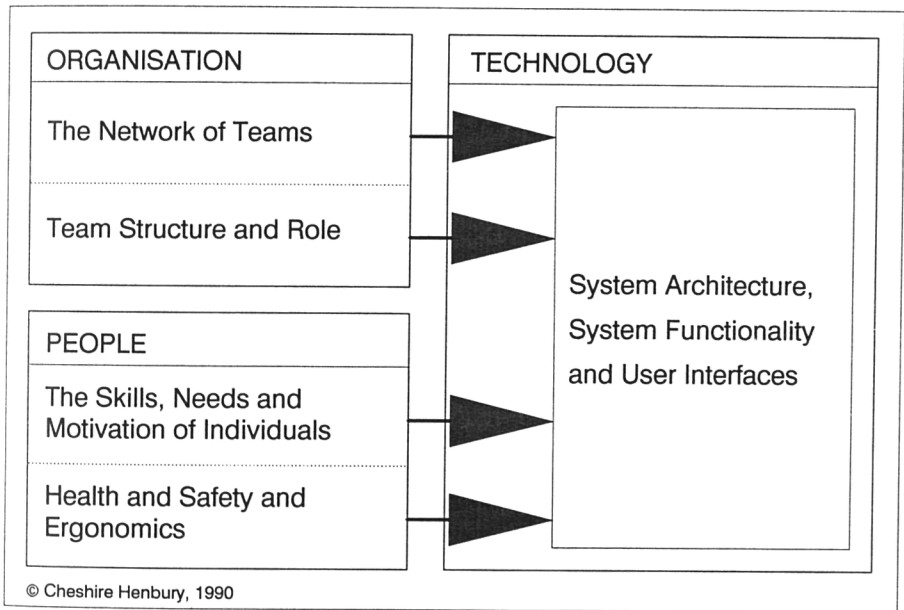 ORGANISATION
The Network of Teams
Team Structure and Role
PEOPLE
The Skills, Needs and
Motivation of Individuals
Health and Safety and
Ergonomics
TECHNOLOGY
System Architecture,
System Functionality
and User Interfaces
© Cheshire Henbury, 1990